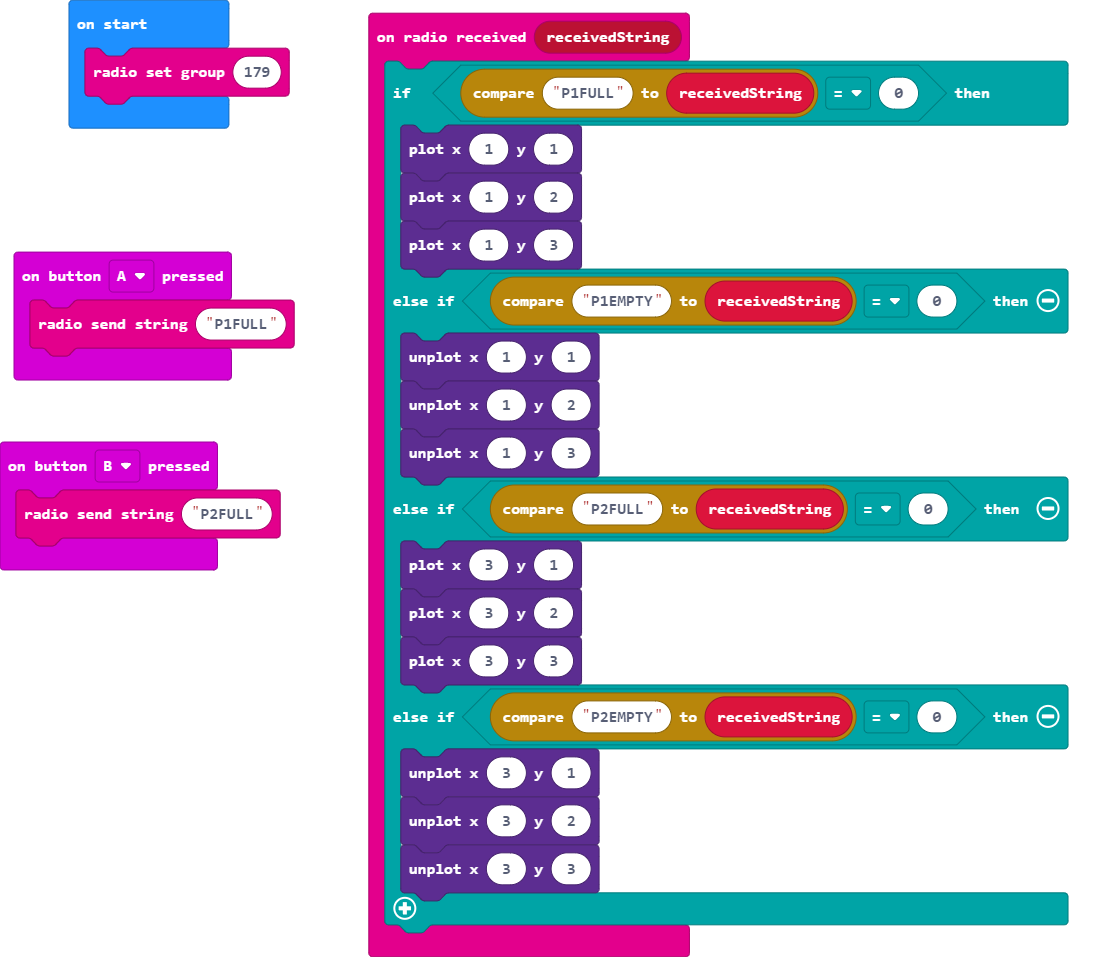 on start
radio set group 179
on button A pressed
radio send string "P1FULL"
on button B pressed
radio send string "P2FULL"
on radio received receivedString
if compare "P1FULL" to receivedString = 0 then
plot x 1 y 1
plot x 1 y 2
plot x 1 y 3
else if compare "P1EMPTY" to receivedString = 0 then
unplot x 1 y 1
unplot x 1 y 2
unplot x 1 y 3
else if compare "P2FULL" to receivedString = 0 then
plot x 3 y 1
plot x 3 y 2
plot x 3 y 3
else if compare "P2EMPTY" to receivedString = 0 then
unplot x 3 y 1
unplot x 3 y 2
unplot x 3 y 3